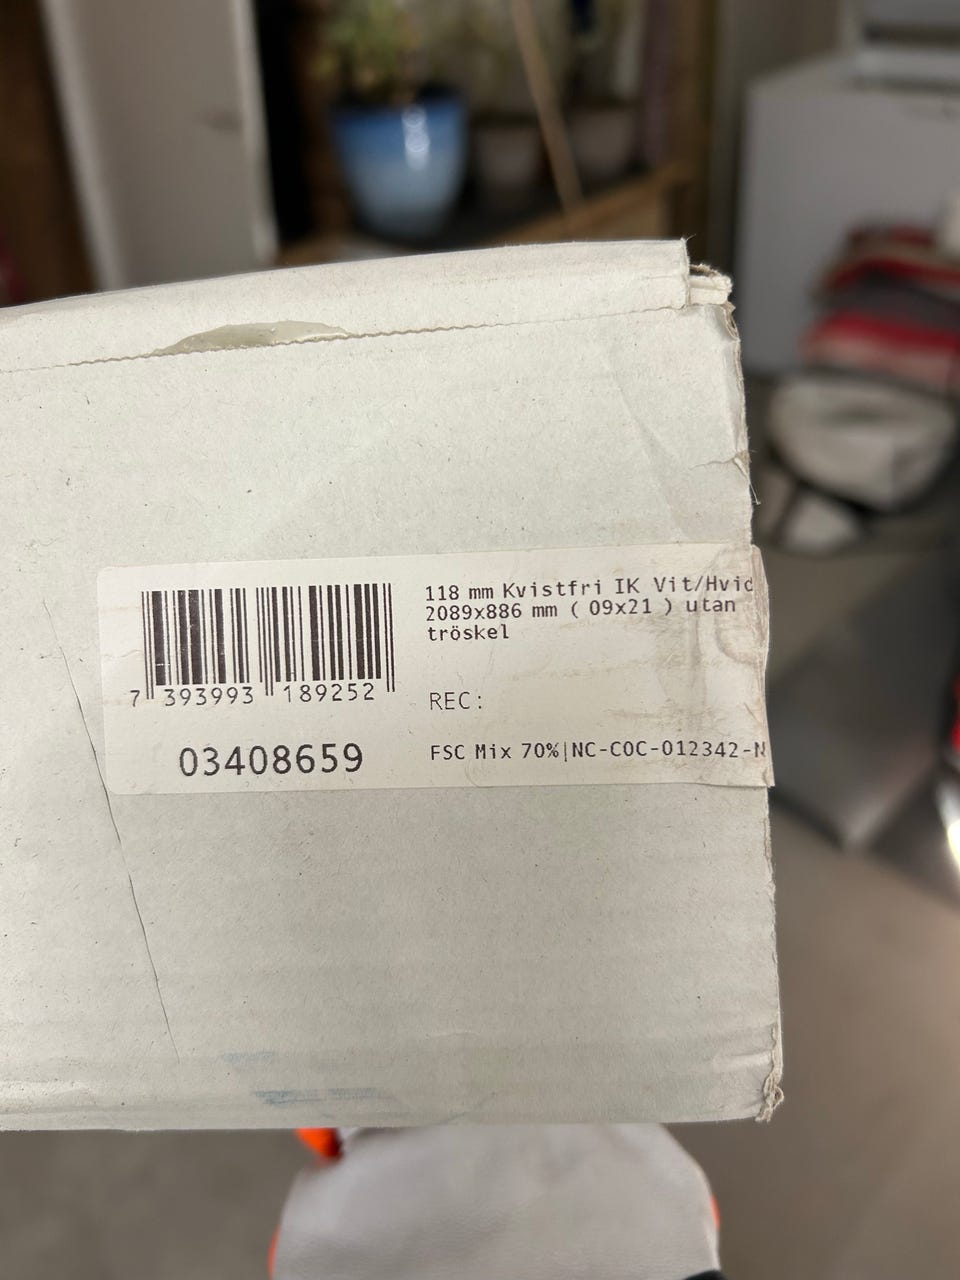 118 mm Kvistfri IK Vit/Hvid
2089x886 mm ( 09x21 ) utan
tröskel
7 393993 189252
REC:
03408659
FSC Mix 70%|NC-COC-012342-N